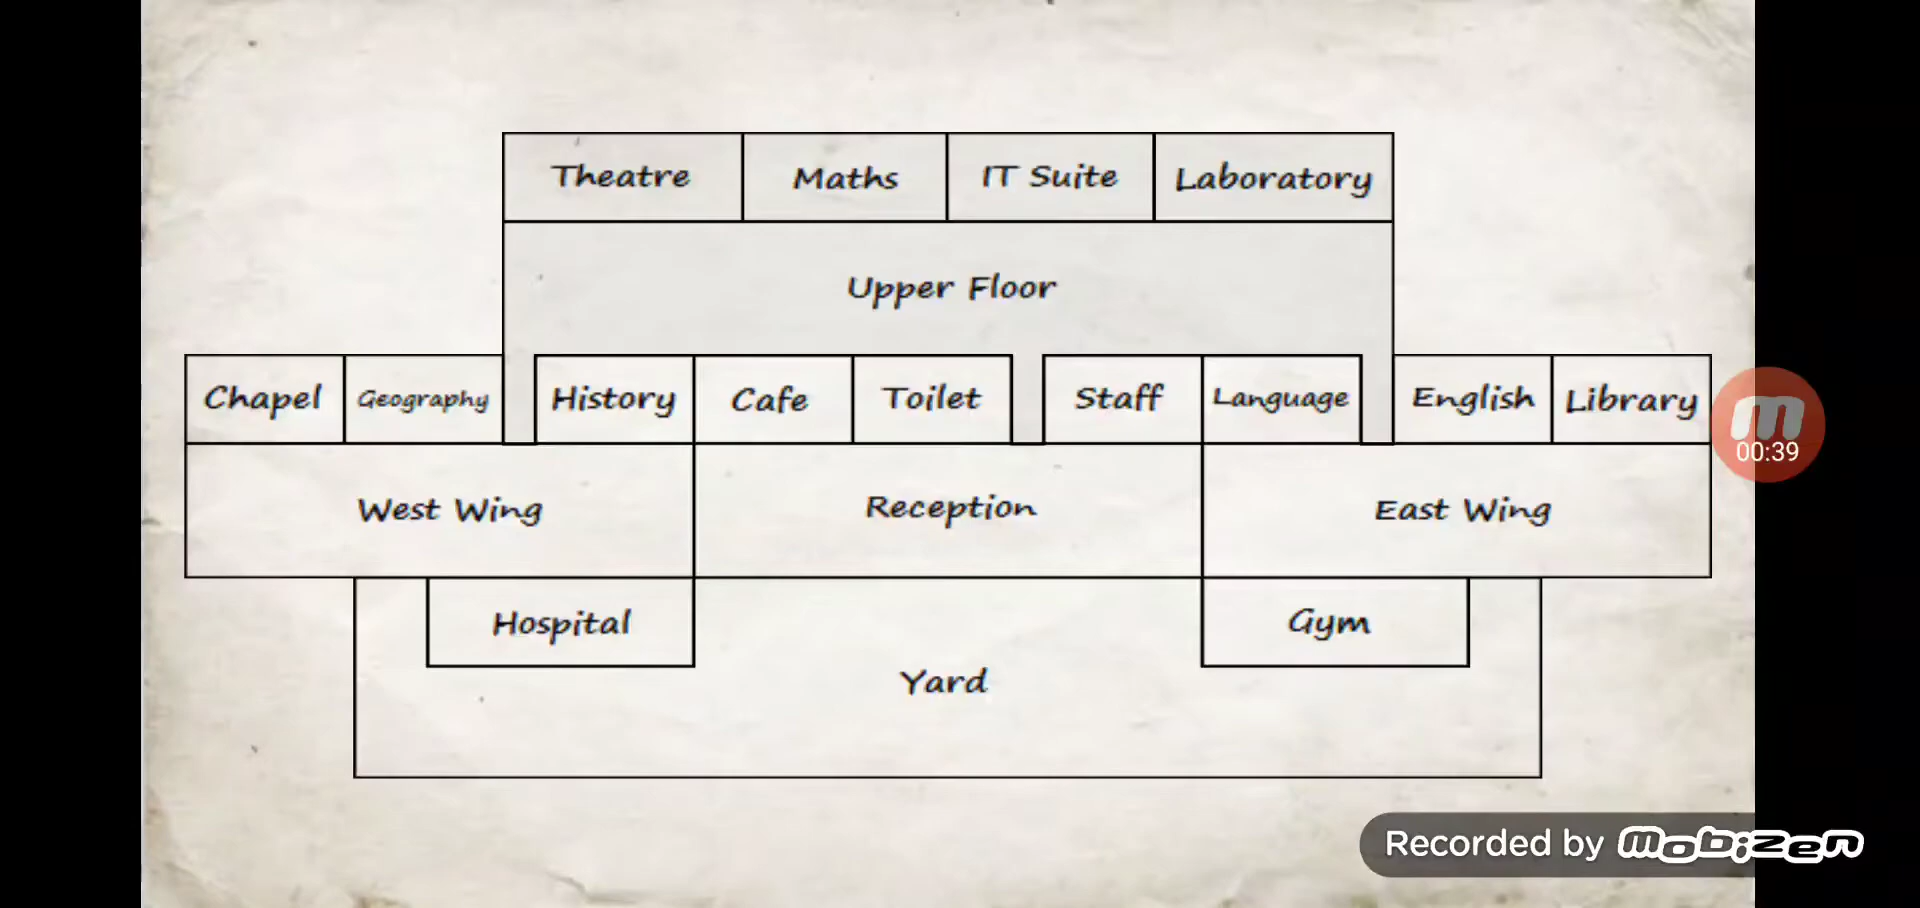 Theatre Maths IT Suite Laboratory
Upper Floor
Chapel Geography History Cafe Toilet Staff Language English Library
00:39
West Wing Reception East Wing
Hospital Gym
Yard
Recorded by Mobizen